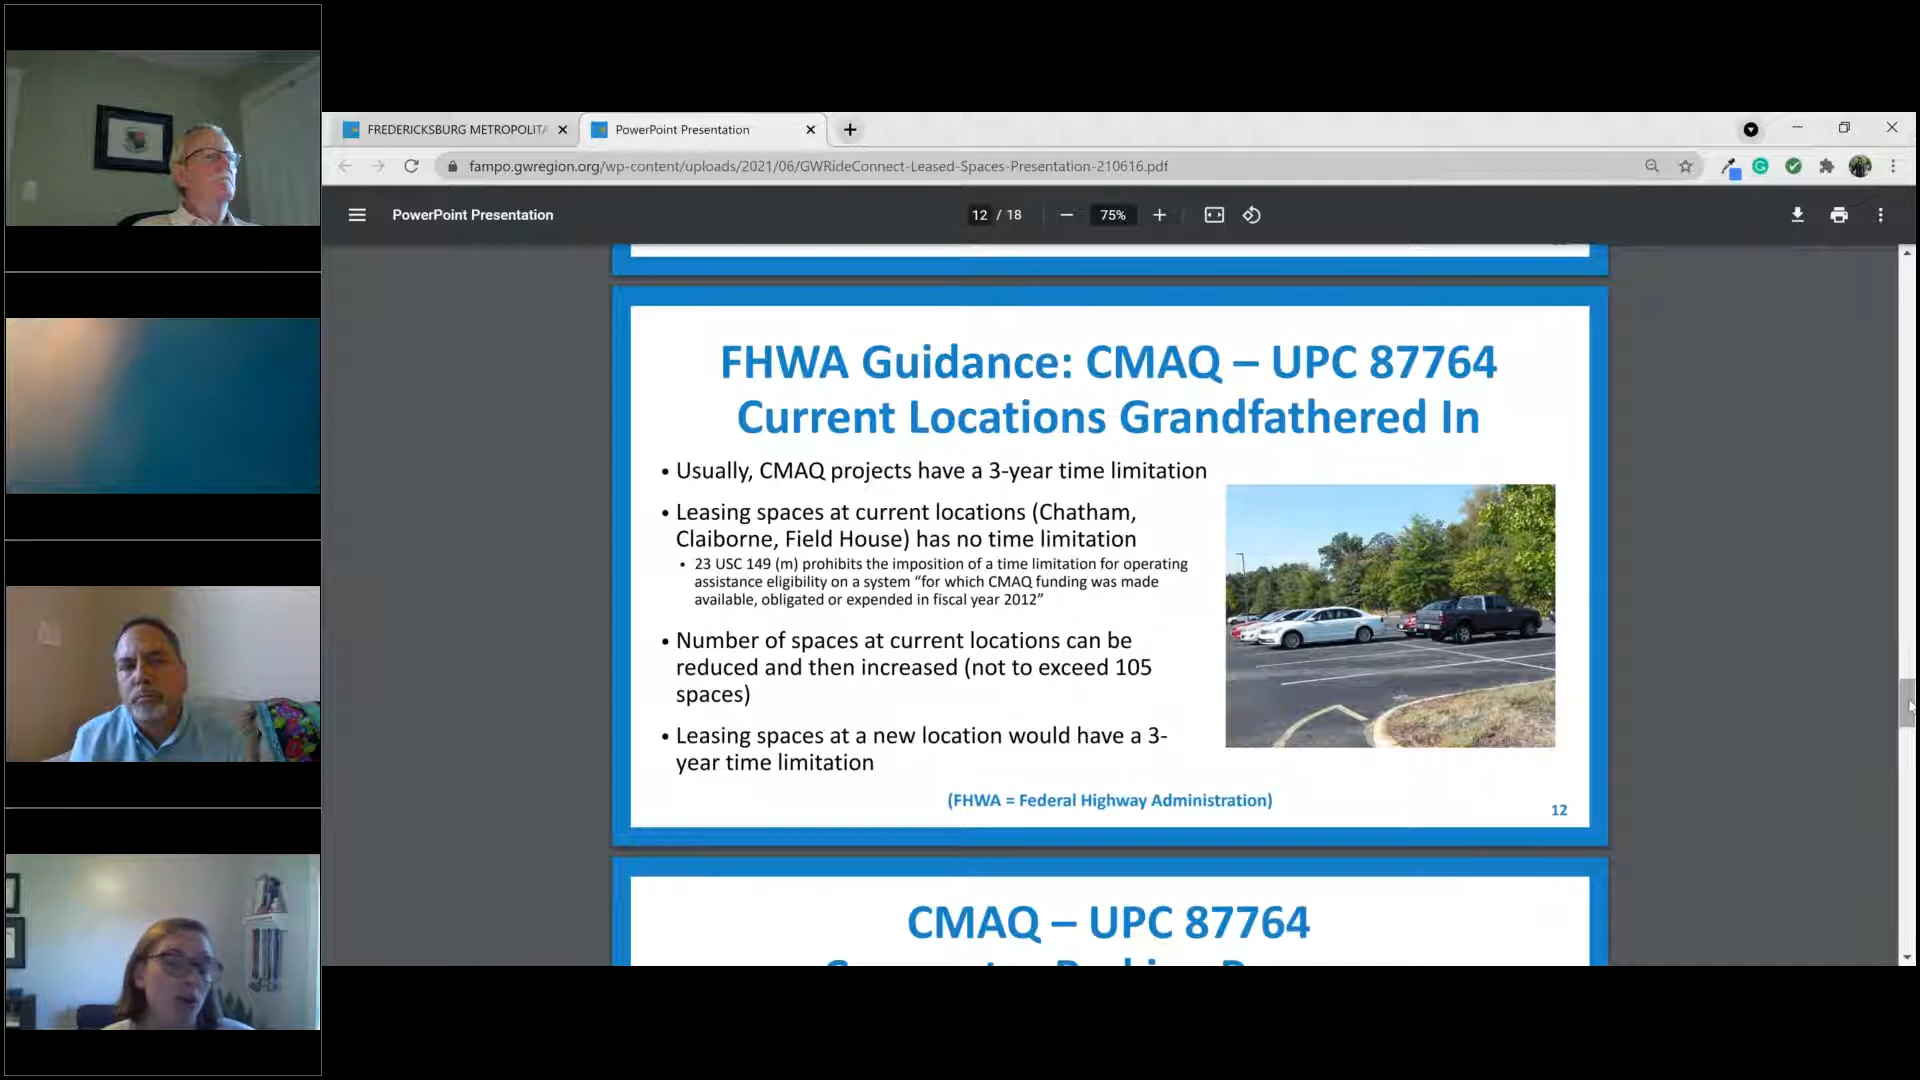 FREDERICKSBURG METROPOLITA
PowerPoint Presentation
fampo.gwregion.org/wp-content/uploads/2021/06/GWRideConnect-Leased-Spaces-Presentation-210616.pdf
PowerPoint Presentation
12 / 18
75%
FHWA Guidance: CMAQ – UPC 87764
Current Locations Grandfathered In
• Usually, CMAQ projects have a 3-year time limitation
• Leasing spaces at current locations (Chatham,
Claiborne, Field House) has no time limitation
• 23 USC 149 (m) prohibits the imposition of a time limitation for operating
assistance eligibility on a system “for which CMAQ funding was made
available, obligated or expended in fiscal year 2012”
• Number of spaces at current locations can be
reduced and then increased (not to exceed 105
spaces)
• Leasing spaces at a new location would have a 3-
year time limitation
(FHWA = Federal Highway Administration)
12
CMAQ – UPC 87764